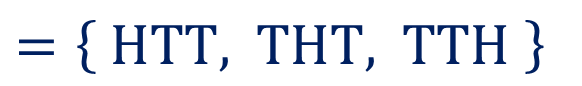 = { HTT, THT, TTH }